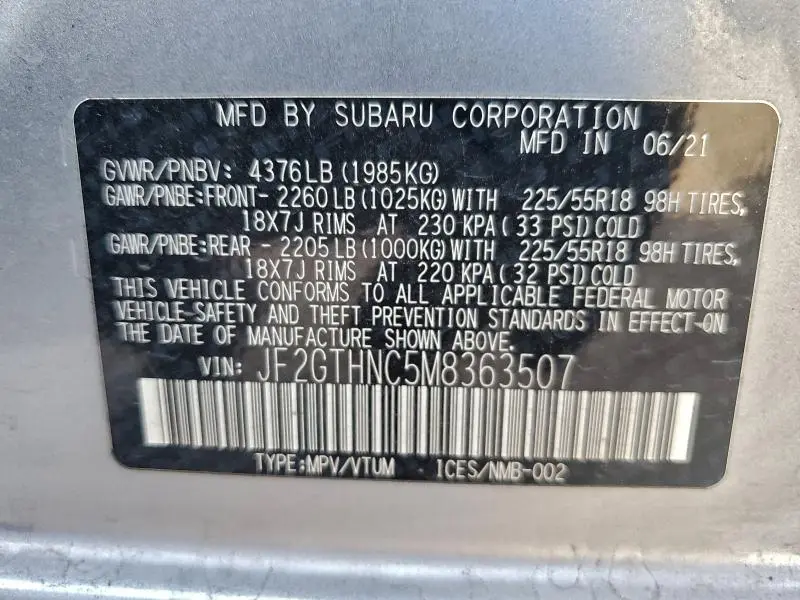 MFD BY SUBARU CORPORATION
MFD IN 06/21
GVWR/PNBV: 4376LB (1985KG)
GAWR/PNBE:FRONT- 2260LB (1025KG) WITH 225/55R18 98H TIRES,
18X7J RIMS AT 230 KPA( 33 PSI)COLD
GAWR/PNBE:REAR - 2205LB (1000KG) WITH 225/55R18 98H TIRES,
18X7J RIMS AT 220 KPA( 32 PSI)COLD
THIS VEHICLE CONFORMS TO ALL APPLICABLE FEDERAL MOTOR
VEHICLE-SAFETY AND THEFT PREVENTION STANDARDS IN EFFECT-ON
THE DATE OF MANUFACTURE SHOWN ABOVE.
VIN: JF2GTHNC5M8363507
TYPE:MPV/VTUM ICES/NMB-002